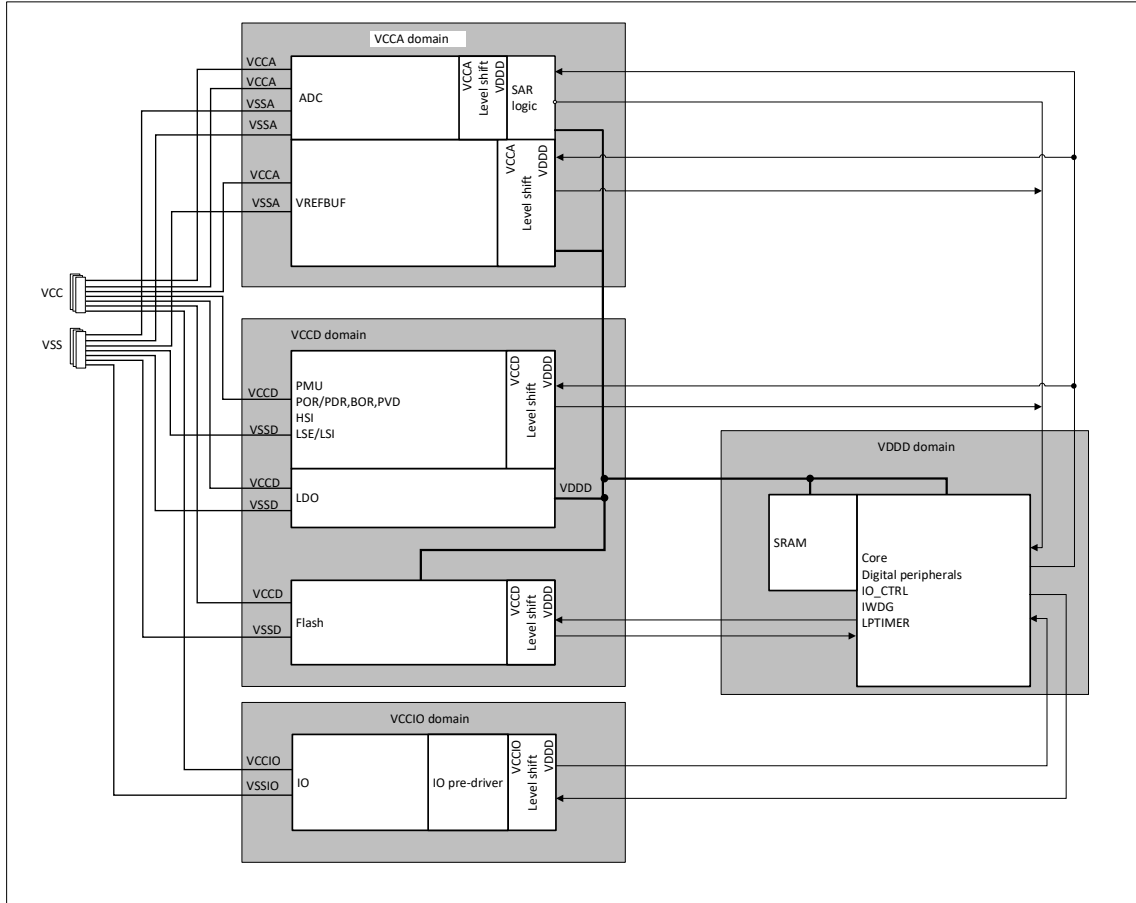 VCCA domain
VCCA
VCCA
VSSA
VSSA
ADC
VCCA
Level shift
VDDD
SAR
logic
VCCA
VSSA
VREFBUF
VCCA
Level shift
VDDD
VCC
VSS
VCCD domain
VCCD
VSSD
PMU
POR/PDR,BOR,PVD
HSI
LSE/LSI
VCCD
Level shift
VDDD
VCCD
VSSD
LDO
VDDD
VCCD
VSSD
Flash
VCCD
Level shift
VDDD
VDDD domain
SRAM
Core
Digital peripherals
IO_CTRL
IWDG
LPTIMER
VCCIO domain
VCCIO
VSSIO
IO
IO pre-driver
VCCIO
Level shift
VDDD